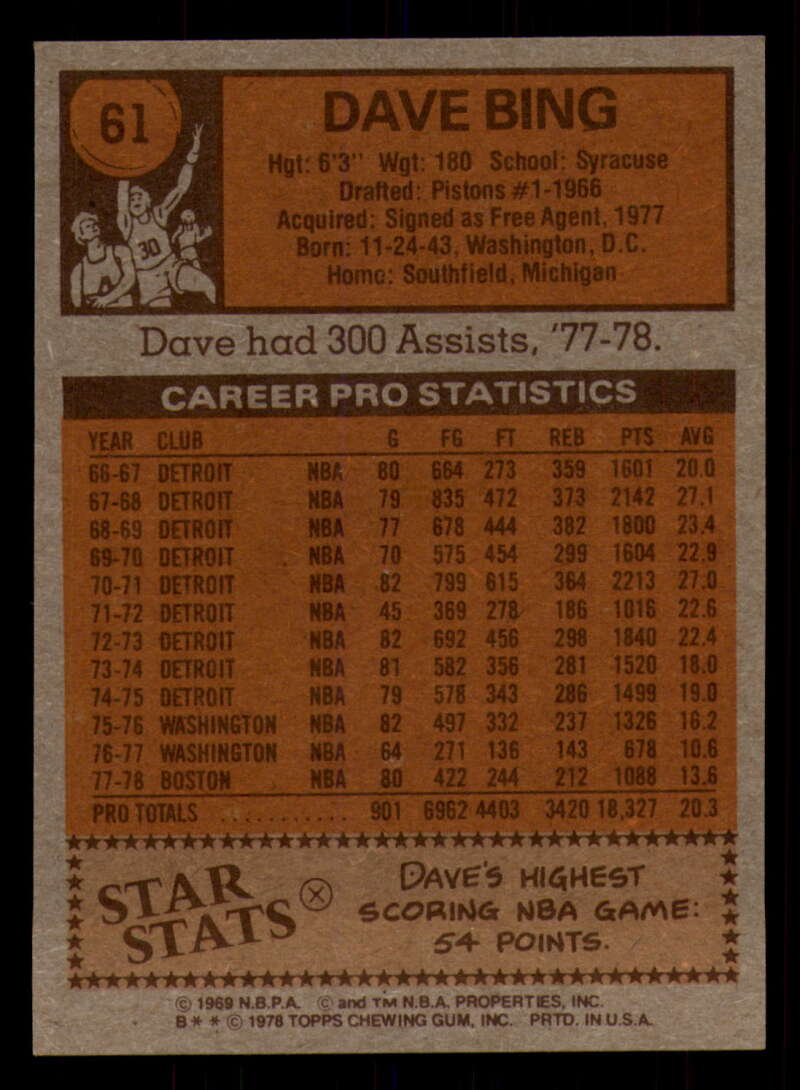 61
DAVE BING
Hgt: 6'3" Wgt: 180 School: Syracuse
Drafted: Pistons #1-1966
Acquired: Signed as Free Agent, 1977
Born: 11-24-43, Washington, D.C.
Home: Southfield, Michigan
30
Dave had 300 Assists, '77-78.
CAREER PRO STATISTICS
YEAR CLUB G FG FT REB PTS AVG
66-67 DETROIT NBA 80 664 273 359 1601 20.0
67-68 DETROIT NBA 79 835 472 373 2142 27.1
68-69 DETROIT NBA 77 678 444 382 1800 23.4
69-70 DETROIT NBA 70 575 454 299 1604 22.9
70-71 DETROIT NBA 82 799 615 364 2213 27.0
71-72 DETROIT NBA 45 369 278 186 1016 22.6
72-73 DETROIT NBA 82 692 456 298 1840 22.4
73-74 DETROIT NBA 81 582 356 281 1520 18.0
74-75 DETROIT NBA 79 578 343 286 1499 19.0
75-76 WASHINGTON NBA 82 497 332 237 1326 16.2
76-77 WASHINGTON NBA 64 271 136 143 678 10.6
77-78 BOSTON NBA 80 422 244 212 1088 13.6
PRO TOTALS ........... 901 6962 4403 3420 18,327 20.3
STAR STATS
DAVE'S HIGHEST
SCORING NBA GAME:
54 POINTS.
© 1969 N.B.P.A. © and TM N.B.A. PROPERTIES, INC.
B * * © 1978 TOPPS CHEWING GUM, INC. PRTD. IN U.S.A.